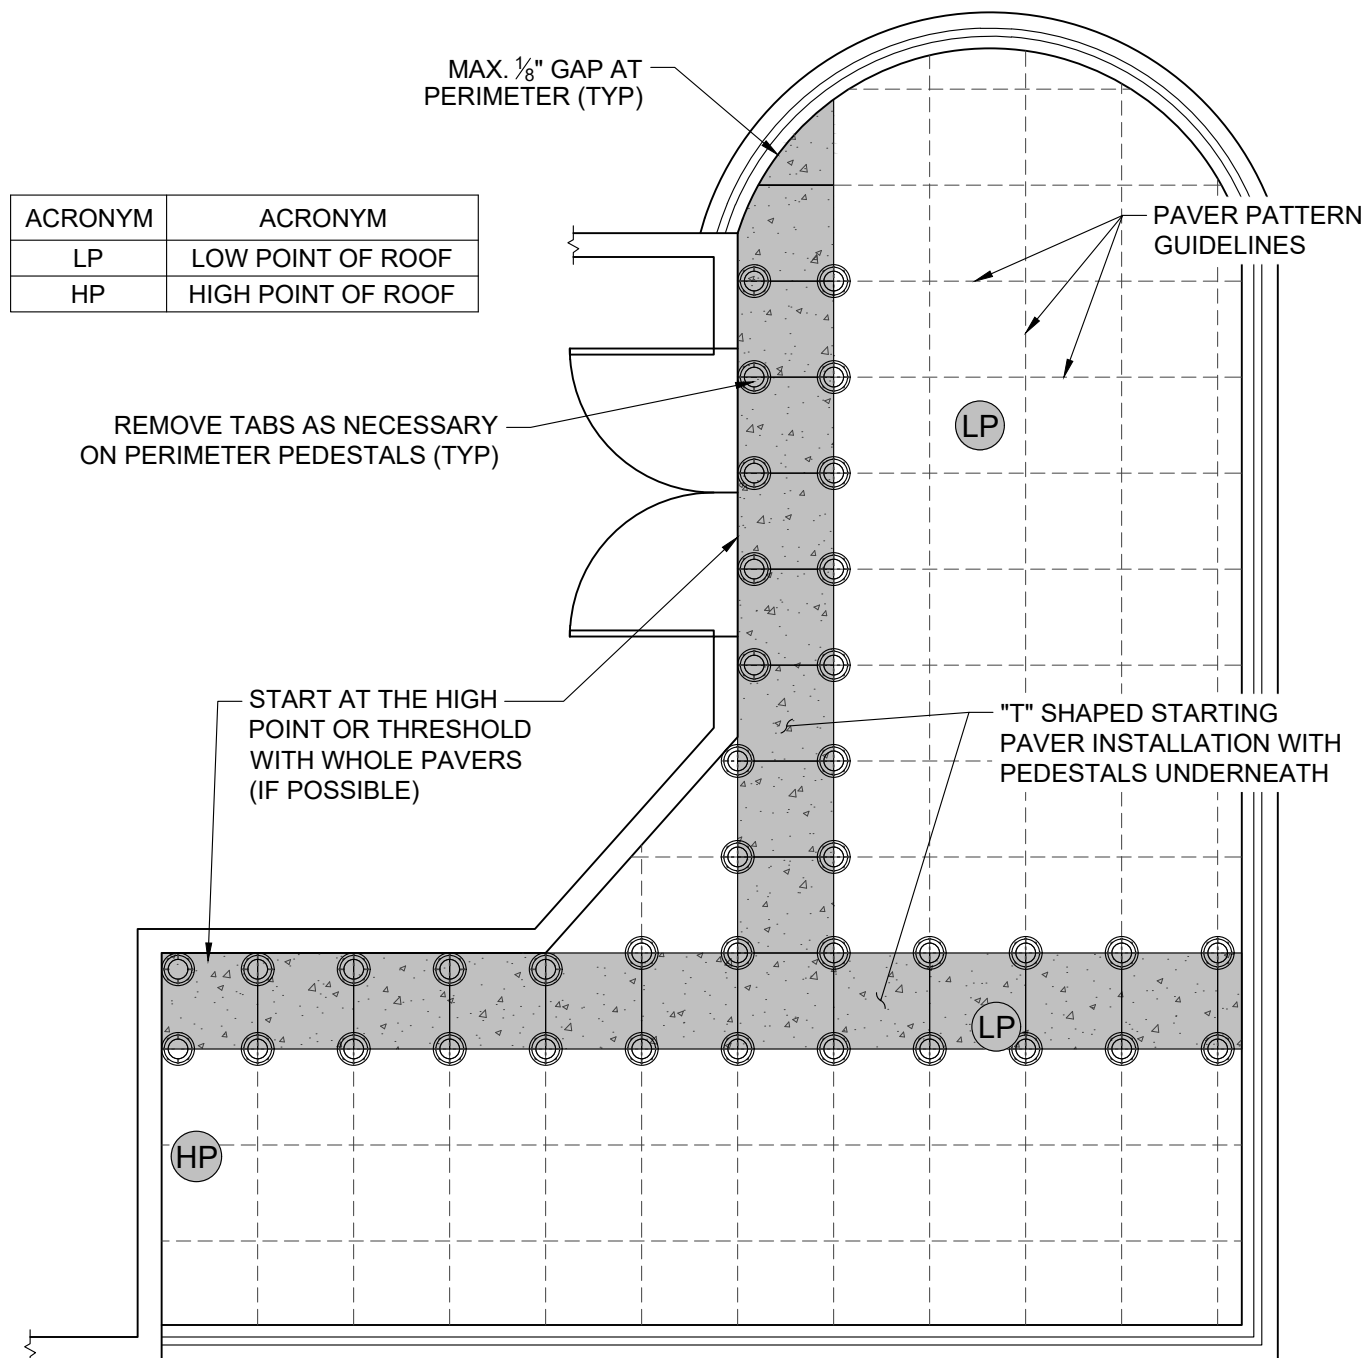 MAX. ⅛" GAP AT
PERIMETER (TYP)
ACRONYM ACRONYM
LP LOW POINT OF ROOF
HP HIGH POINT OF ROOF
PAVER PATTERN
GUIDELINES
LP
REMOVE TABS AS NECESSARY
ON PERIMETER PEDESTALS (TYP)
START AT THE HIGH
POINT OR THRESHOLD
WITH WHOLE PAVERS
(IF POSSIBLE)
"T" SHAPED STARTING
PAVER INSTALLATION WITH
PEDESTALS UNDERNEATH
LP
HP